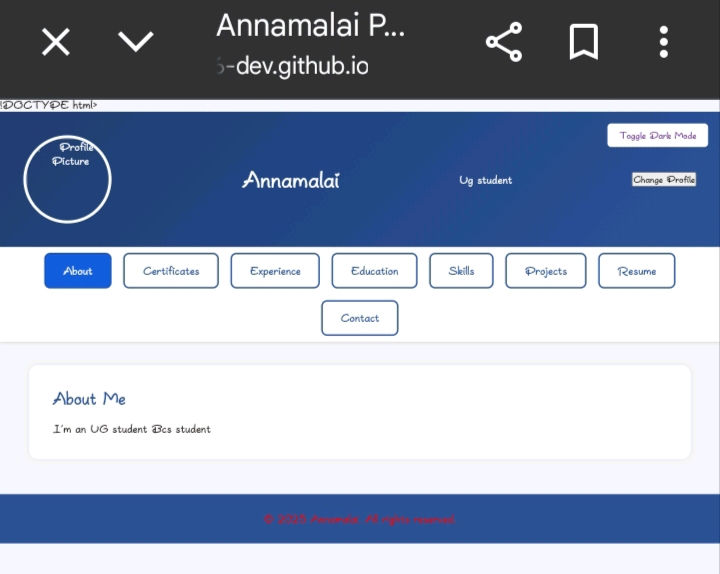 Annamalai P...
-dev.github.io
!DOCTYPE html>
Toggle Dark Mode
Profile
Picture
Annamalai
Ug student
Change Profile
About
Certificates
Experience
Education
Skills
Projects
Resume
Contact
About Me
I'm an UG student Bcs student
© 2025 Annamalai. All rights reserved.